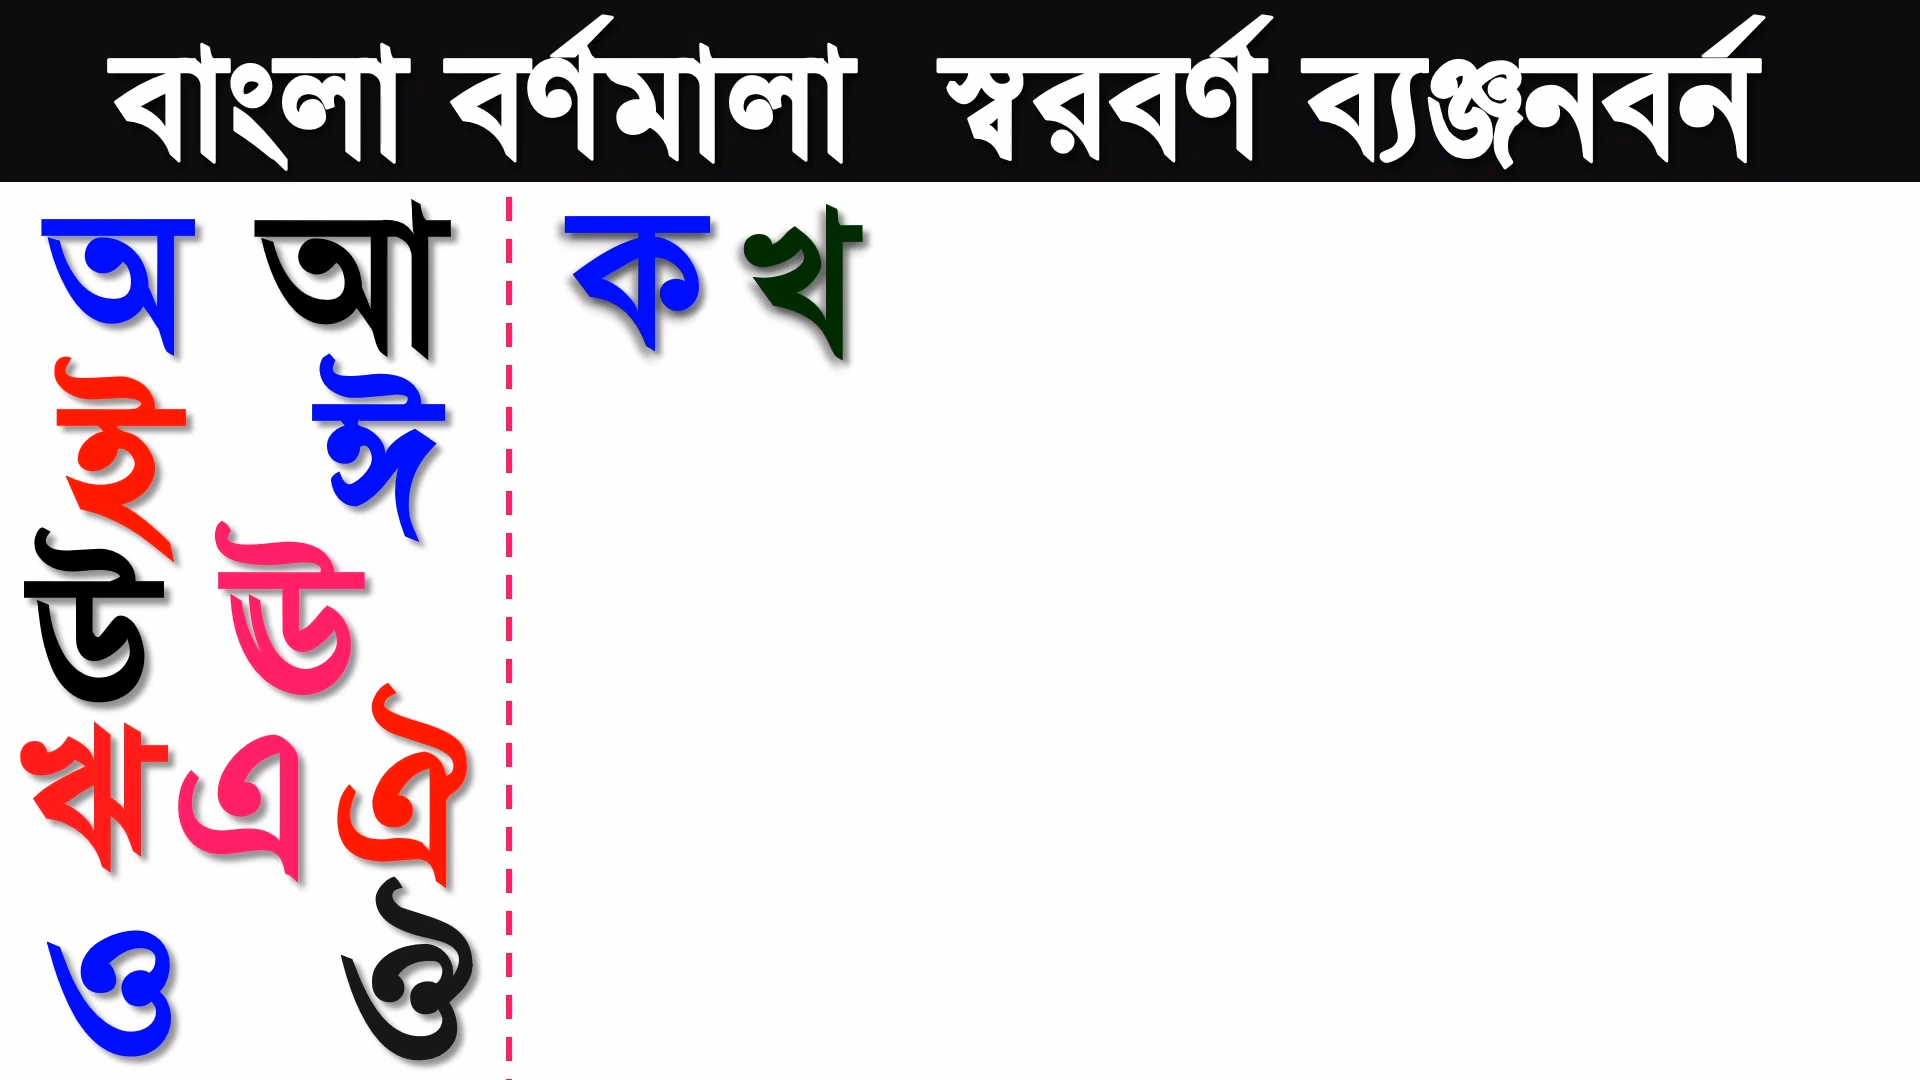 বাংলা বর্ণমালা স্বরবর্ণ ব্যঞ্জনবর্ন
অ আ
ই ঈ
উ ঊ
ঋ এ ঐ
ও ঔ
ক খ